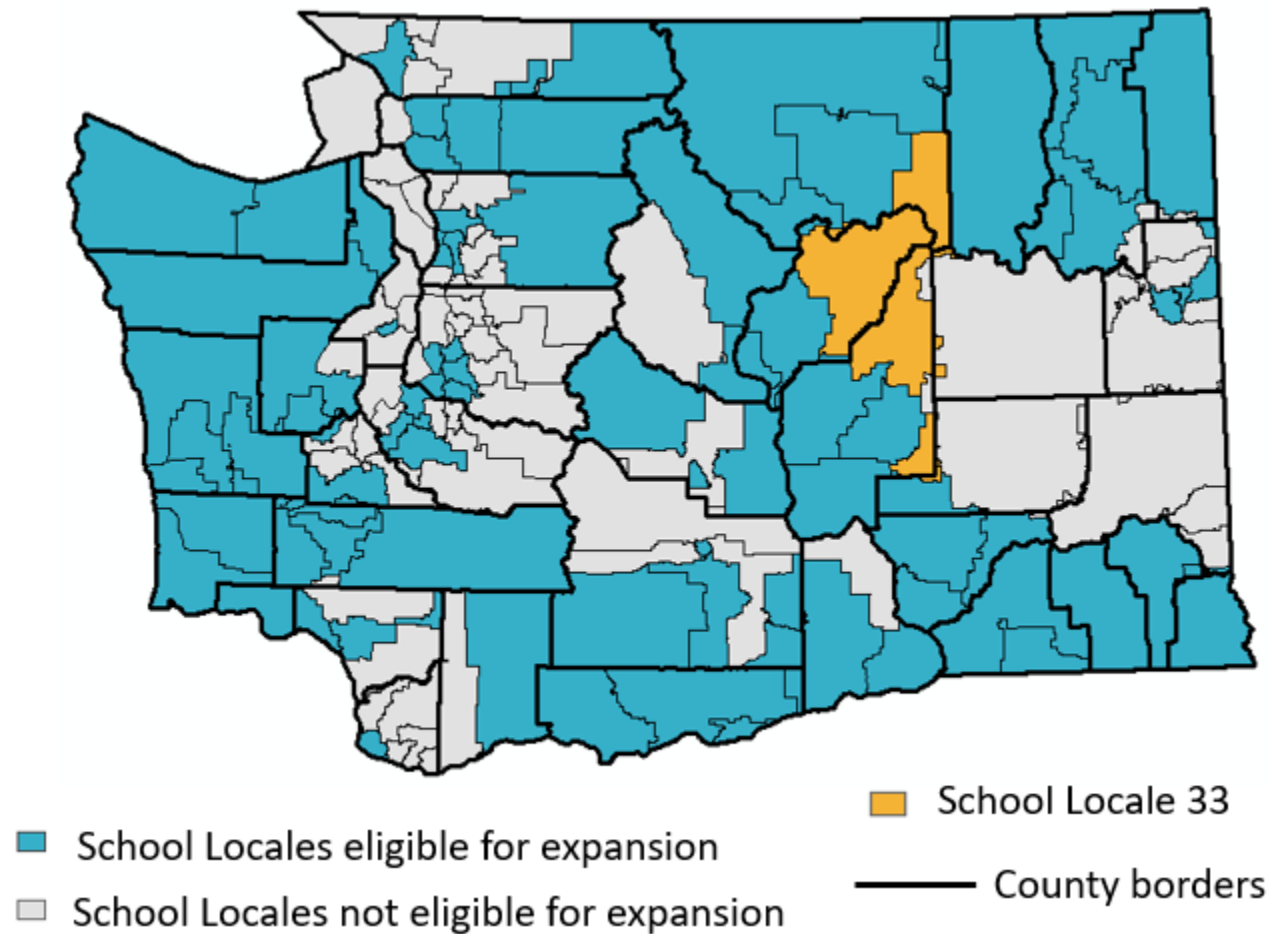 School Locale 33
School Locales eligible for expansion
County borders
School Locales not eligible for expansion